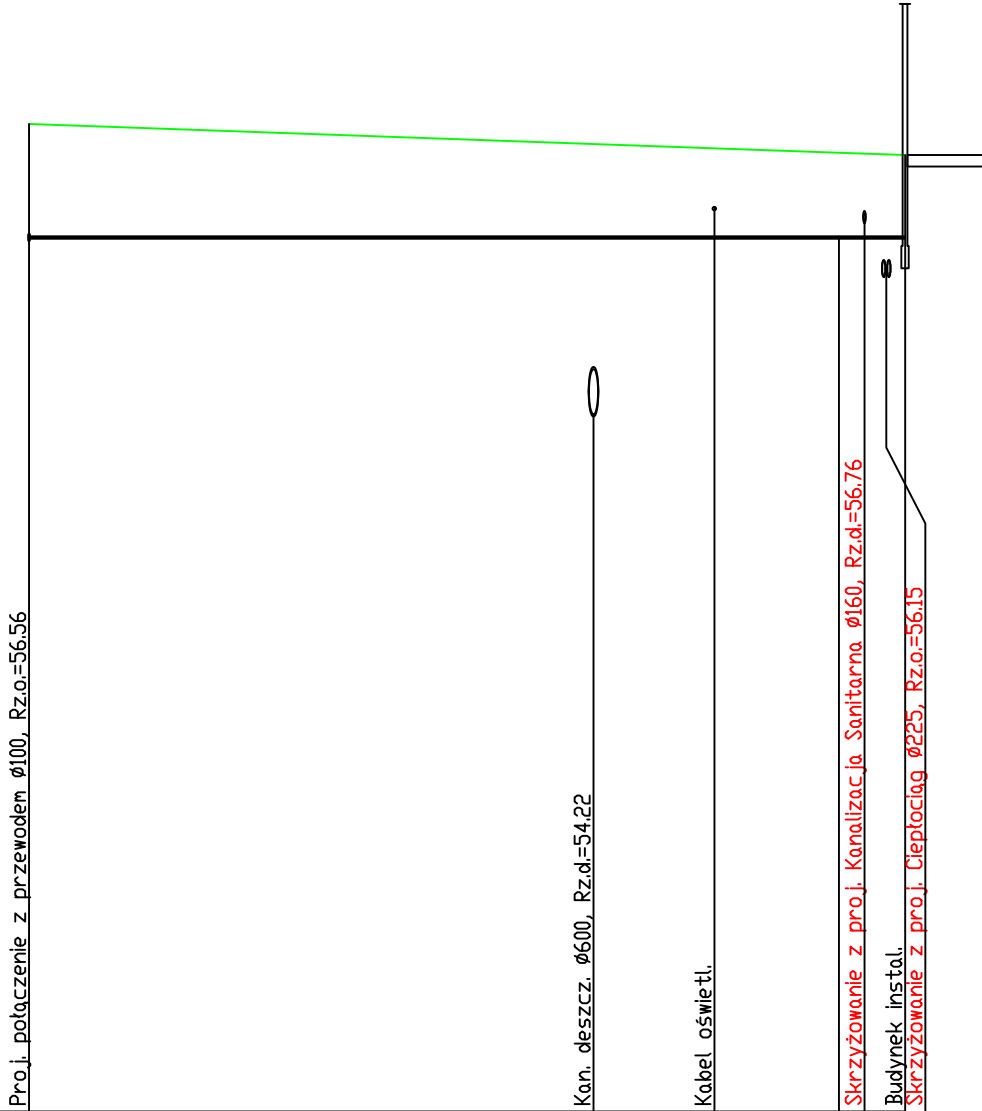 Proj. połączenie z przewodem ø100, Rz.o.=56.56
Kan. deszcz. ø600, Rz.d.=54.22
Kabel oświetl.
Skrzyżowanie z proj. Kanalizacja Sanitarna ø160, Rz.d.=56.76
Budynek instal.
Skrzyżowanie z proj. Ciepłociąg ø225, Rz.o.=56.15